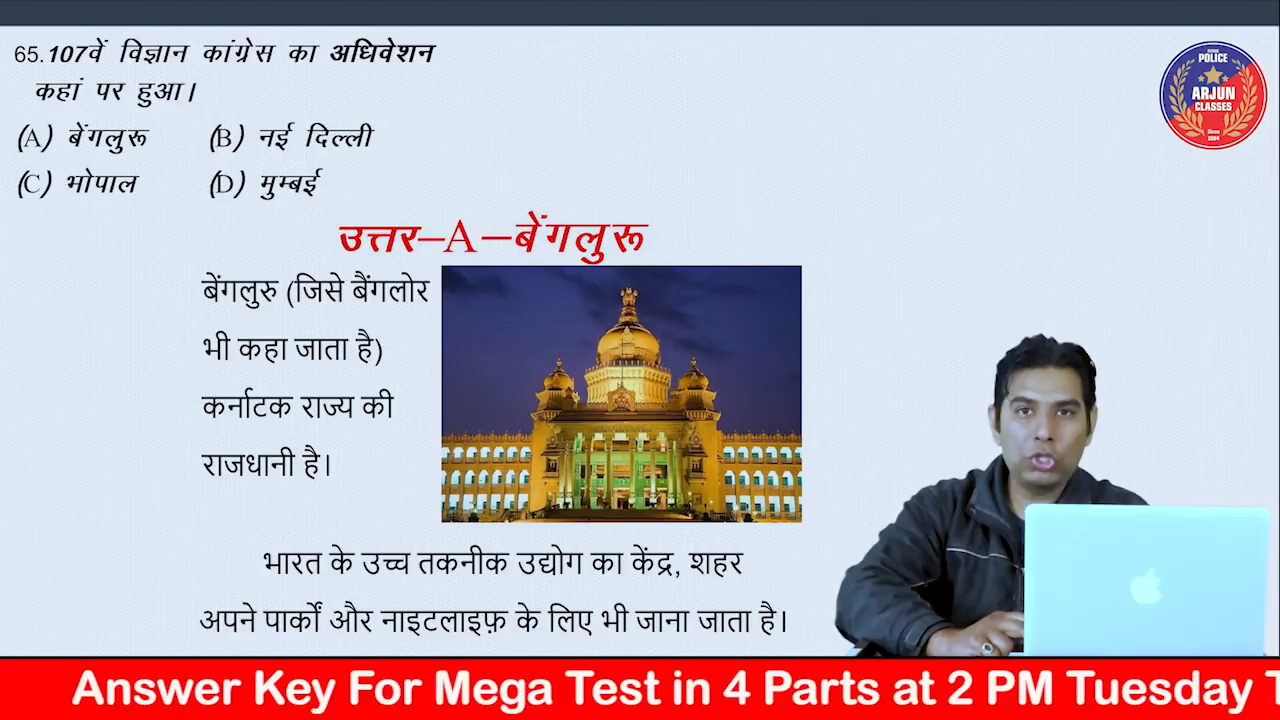 65. 107वें विज्ञान कांग्रेस का अधिवेशन
कहां पर हुआ।
(A) बेंगलुरू (B) नई दिल्ली
(C) भोपाल (D) मुम्बई
उत्तर–A–बेंगलुरू
बेंगलुरु (जिसे बैंगलोर
भी कहा जाता है)
कर्नाटक राज्य की
राजधानी है।
भारत के उच्च तकनीक उद्योग का केंद्र, शहर
अपने पार्कों और नाइटलाइफ़ के लिए भी जाना जाता है।
POLICE
ARJUN
CLASSES
Since
2004
Answer Key For Mega Test in 4 Parts at 2 PM Tuesday T